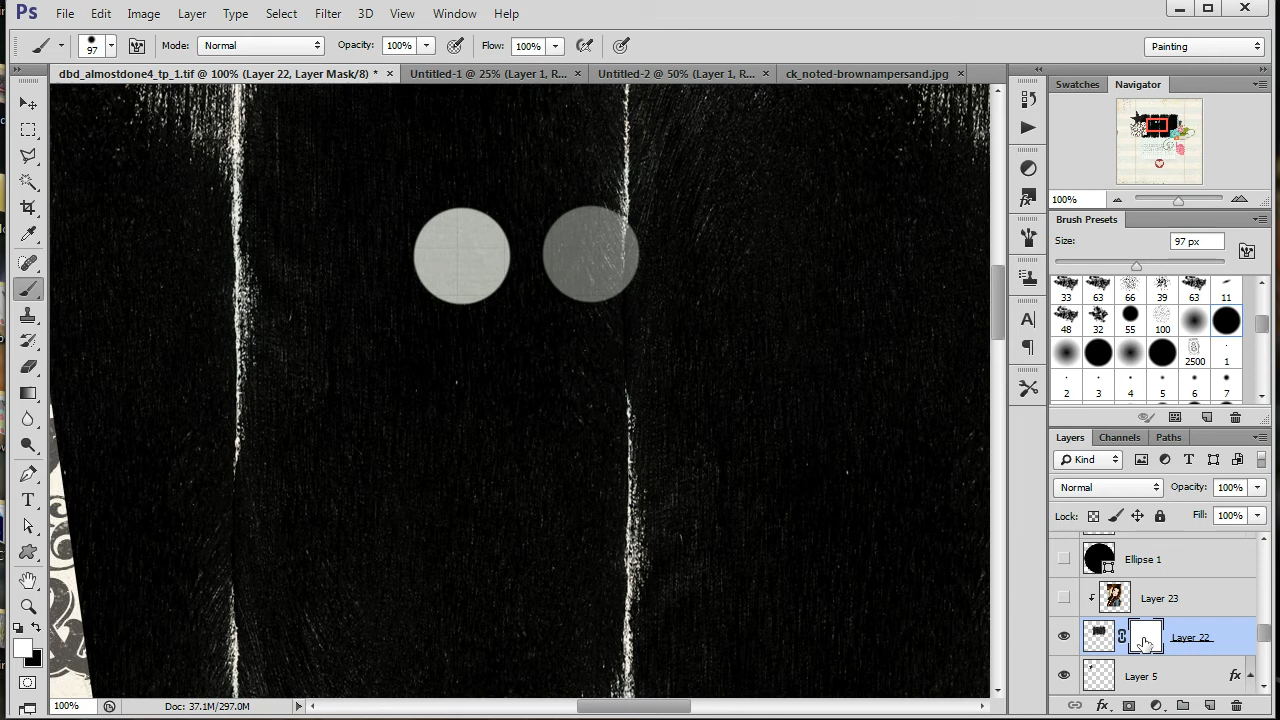 Ps File Edit Image Layer Type Select Filter 3D View Window Help
97 Mode: Normal Opacity: 100% Flow: 100% Painting
dbd_almostdone4_tp_1.tif @ 100% (Layer 22, Layer Mask/8) * × Untitled-1 @ 25% (Layer 1, R... × Untitled-2 @ 50% (Layer 1, R... × ck_noted-brownampersand.jpg ×
Swatches Navigator
100%
Brush Presets
Size: 97 px
33 63 66 39 63 11
48 32 55 100
2500 1
2 3 4 5 6 7
Layers Channels Paths
Kind
Normal Opacity: 100%
Lock: Fill: 100%
Ellipse 1
Layer 23
Layer 22
Layer 5 fx
100% Doc: 37.1M/297.0M